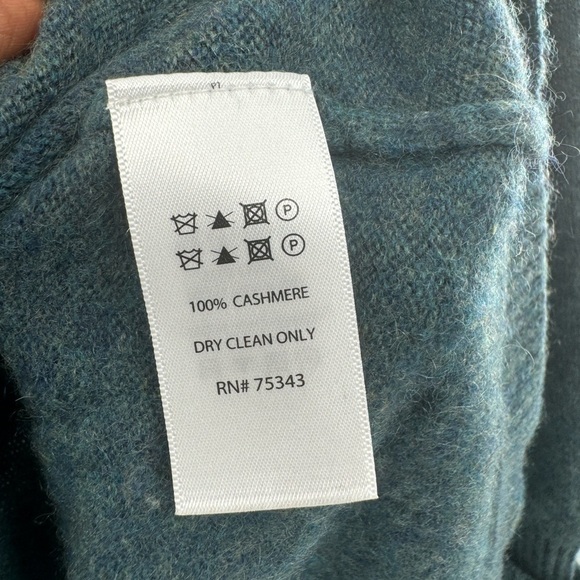 P
P
100% CASHMERE
DRY CLEAN ONLY
RN# 75343